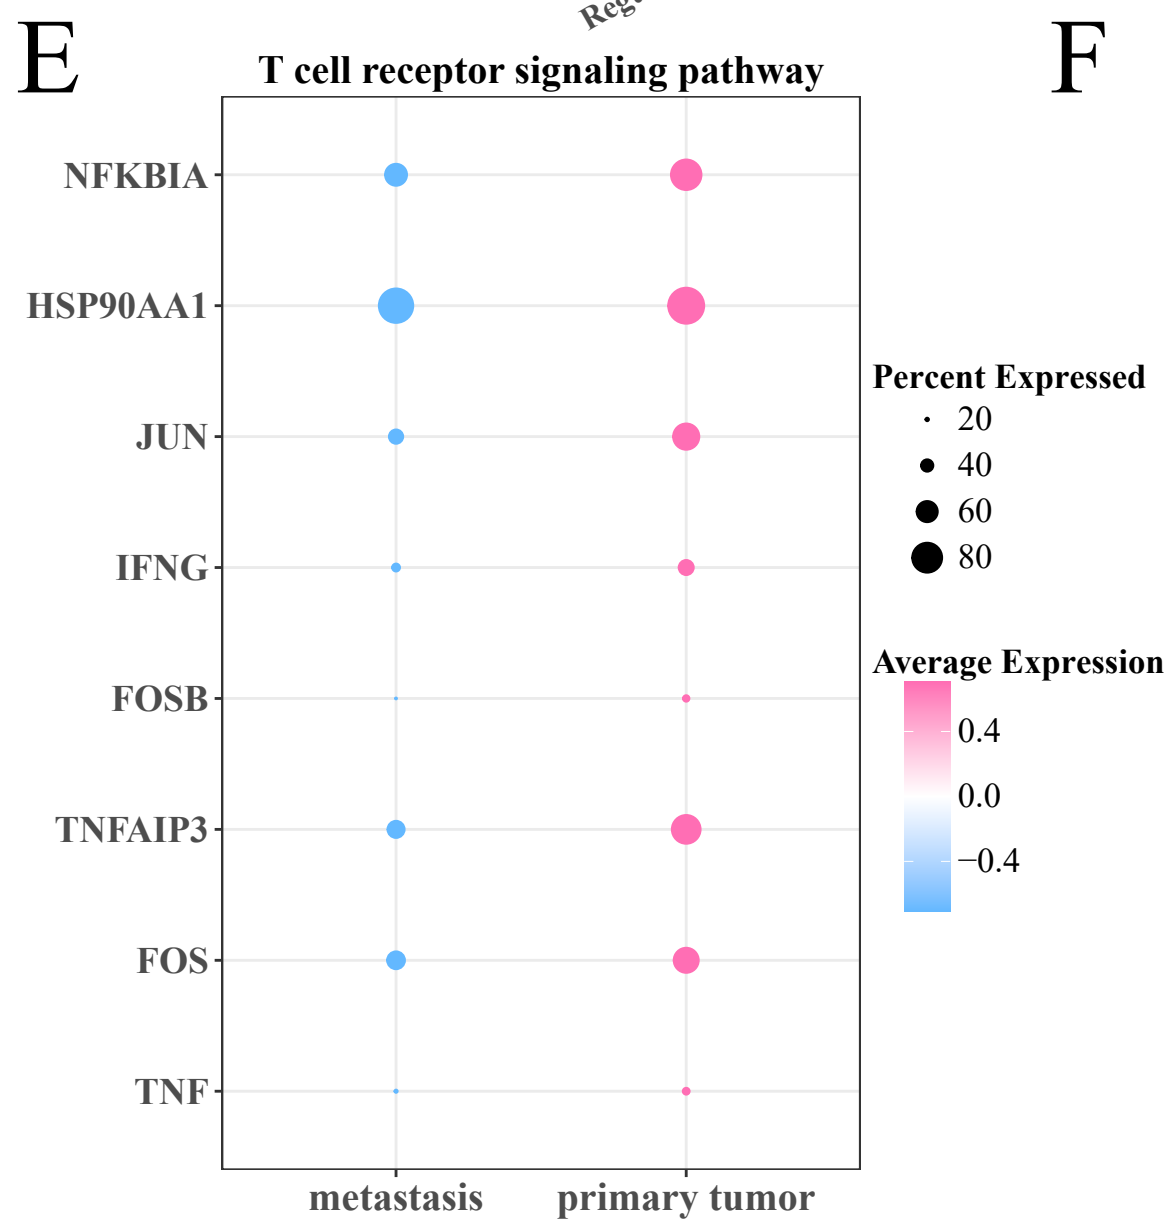 E
F
T cell receptor signaling pathway
NFKBIA
HSP90AA1
JUN
IFNG
FOSB
TNFAIP3
FOS
TNF
metastasis primary tumor
Percent Expressed
20
40
60
80
Average Expression
0.4
0.0
−0.4